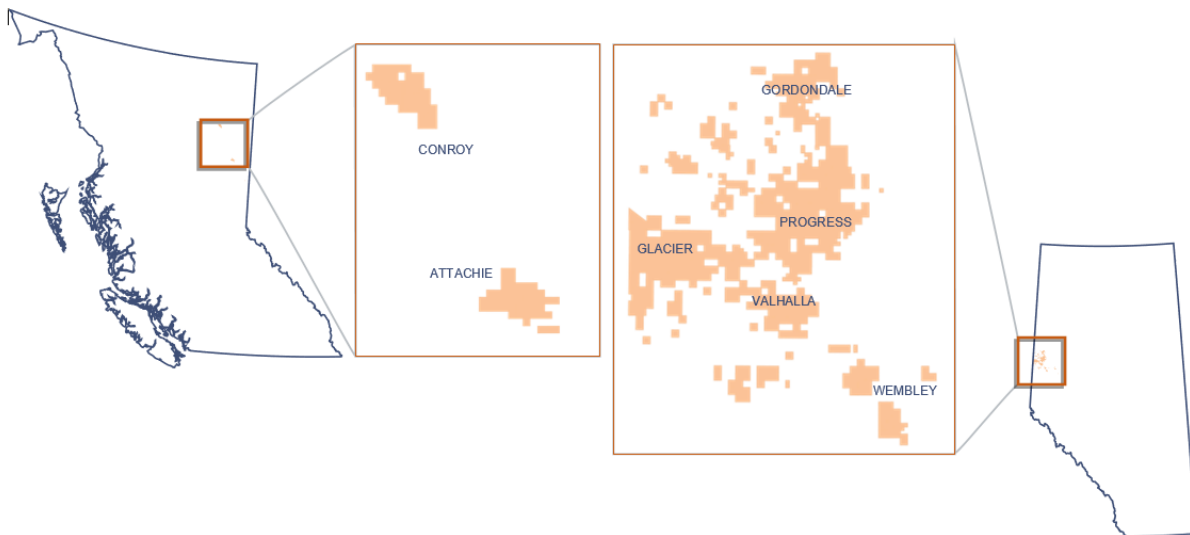 CONROY
ATTACHIE
GORDONDALE
PROGRESS
GLACIER
VALHALLA
WEMBLEY